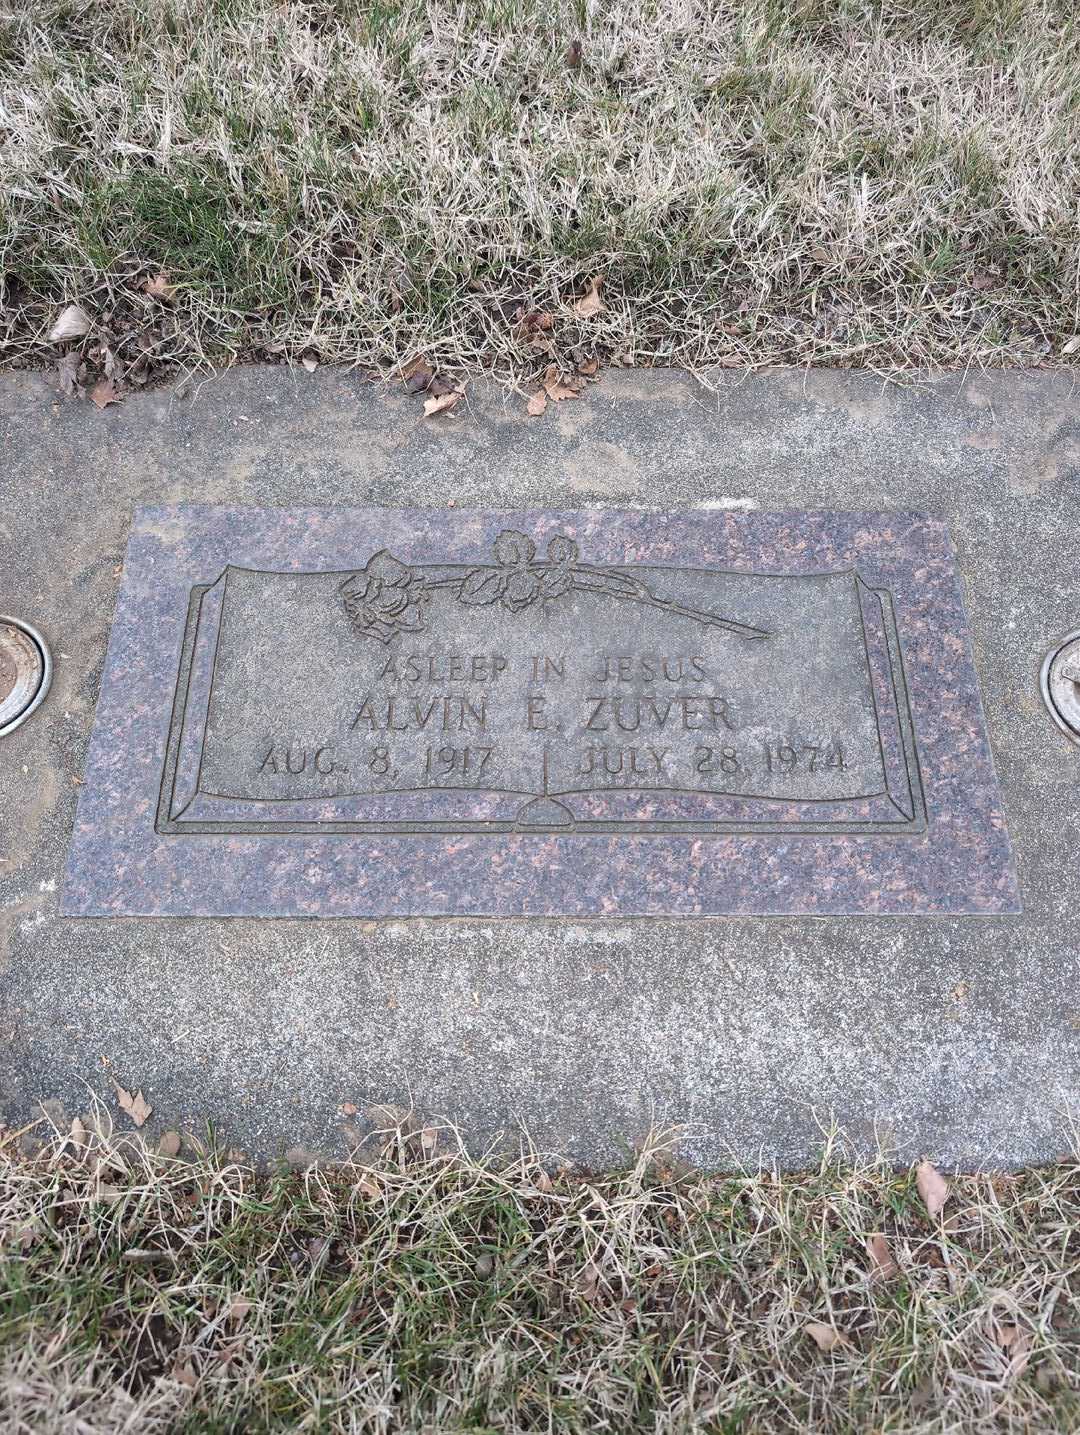 ASLEEP IN JESUS
ALVIN E. ZUVER
AUG. 8, 1917 JULY 28, 1974